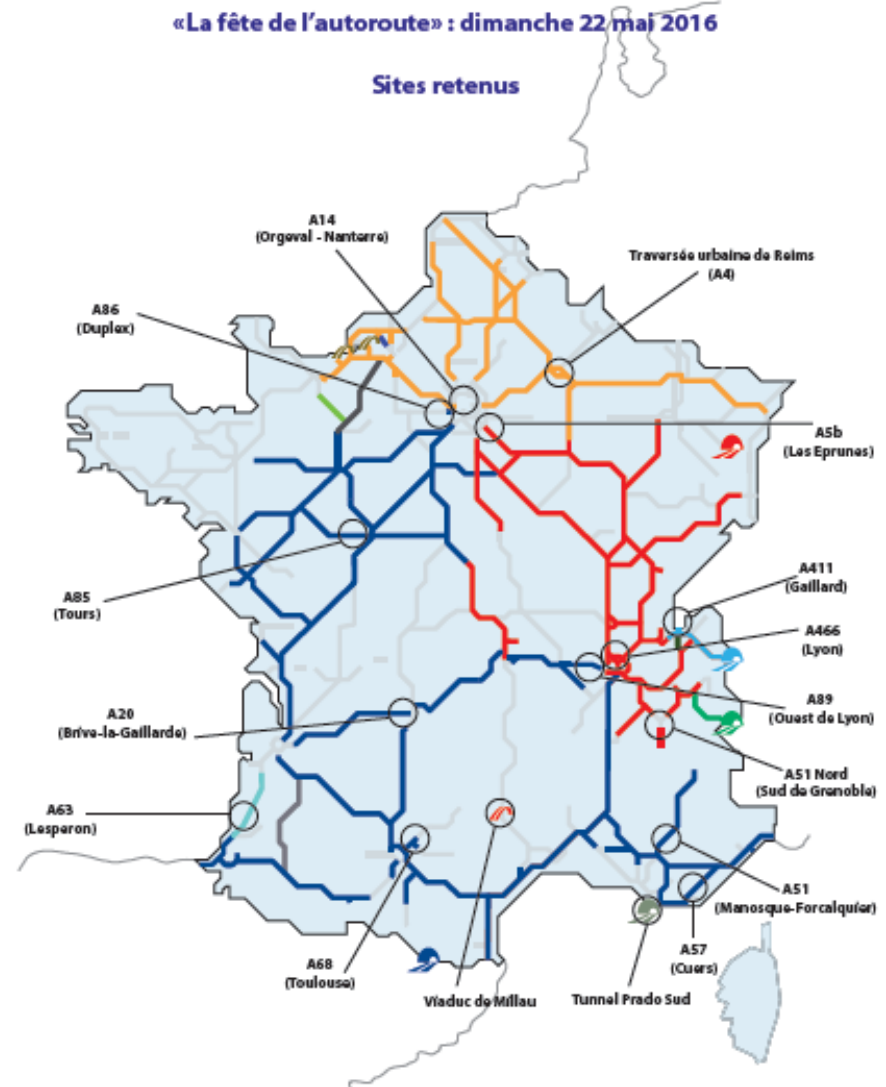 «La fête de l'autoroute» : dimanche 22 mai 2016
Sites retenus
A14
(Orgeval - Nanterre)
Traversée urbaine de Reims
(A4)
A86
(Duplex)
A5b
(Les Eprunes)
A411
(Gaillard)
A85
(Tours)
A466
(Lyon)
A89
(Ouest de Lyon)
A20
(Brive-la-Gaillarde)
A51 Nord
(Sud de Grenoble)
A63
(Lesperon)
A51
(Manosque-Forcalquier)
A57
(Cuers)
A68
(Toulouse)
Viaduc de Millau
Tunnel Prado Sud